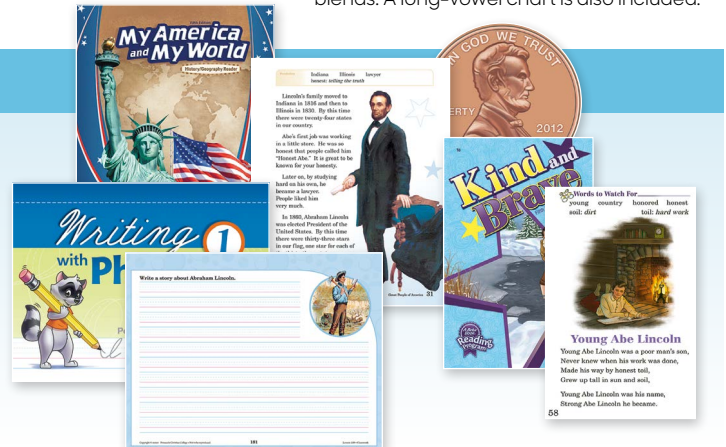 blends. A long-vowel chart is also included.
My America
and My World
History/Geography Reader
Indiana Illinois lawyer
honest: telling the truth
Lincoln's family moved to
Indiana in 1816 and then to
Illinois in 1830. By this time
there were twenty-four states
in our country.
Abe's first job was working
in a little store. He was so
honest that people called him
"Honest Abe." It is great to be
known for your honesty.
Later on, by studying
hard on his own, he
became a lawyer.
People liked him
very much.
In 1860, Abraham Lincoln
was elected President of the
United States. By this time
there were thirty-three stars
in our flag, one star for each of
Great People of America 31
IN GOD WE TRUST
ERTY
2012
Kind and
Brave
Reading
Program
Words to Watch For
young country honored honest
soil: dirt toil: hard work
Young Abe Lincoln
Young Abe Lincoln was a poor man's son,
Never knew when his work was done,
Made his way by honest toil,
Grew up tall in sun and soil,
Young Abe Lincoln was his name,
Strong Abe Lincoln he became.
58
Writing 1
with Ph
Write a story about Abraham Lincoln.
101